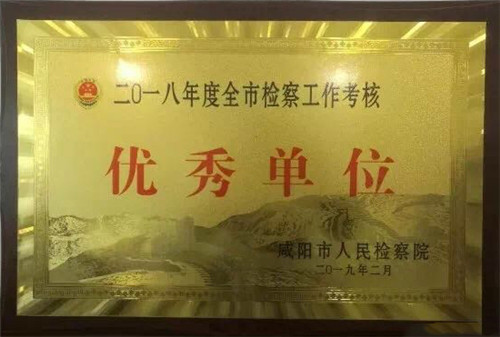 二〇一八年度全市检察工作考核
优秀单位
咸阳市人民检察院
二〇一九年二月